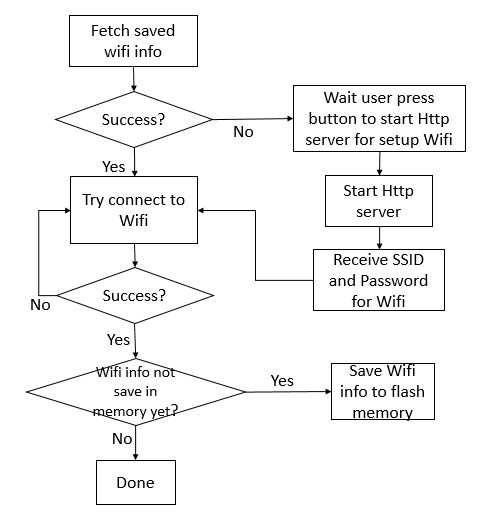 Fetch saved
wifi info
Success?
No
Wait user press
button to start Http
server for setup Wifi
Yes
Try connect to
Wifi
Start Http
server
Receive SSID
and Password
for Wifi
Success?
No
Yes
Wifi info not
save in
memory yet?
Yes
Save Wifi
info to flash
memory
No
Done